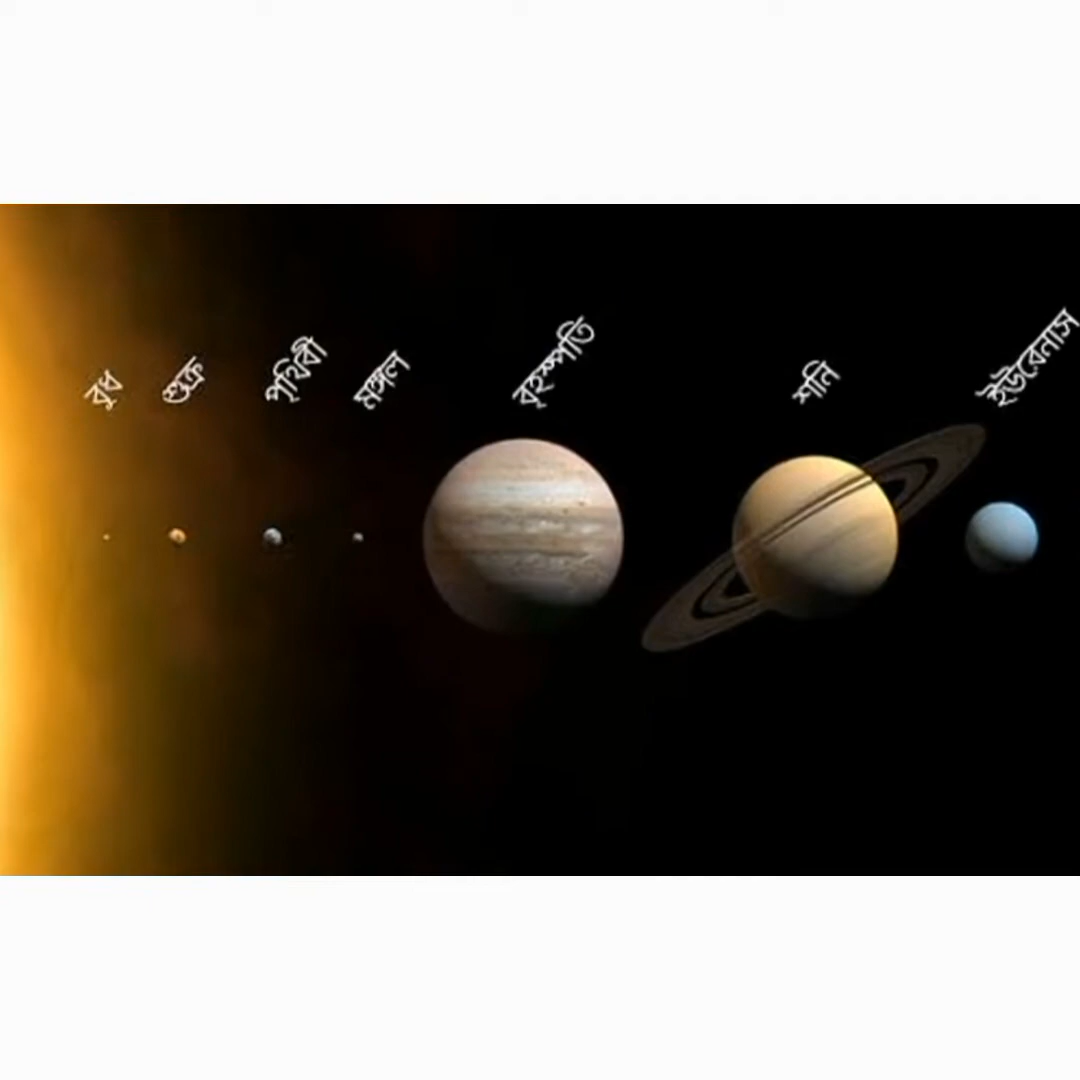 বুধ
শুক্র
পৃথিবী
মঙ্গল
বৃহস্পতি
শনি
ইউরেনাস